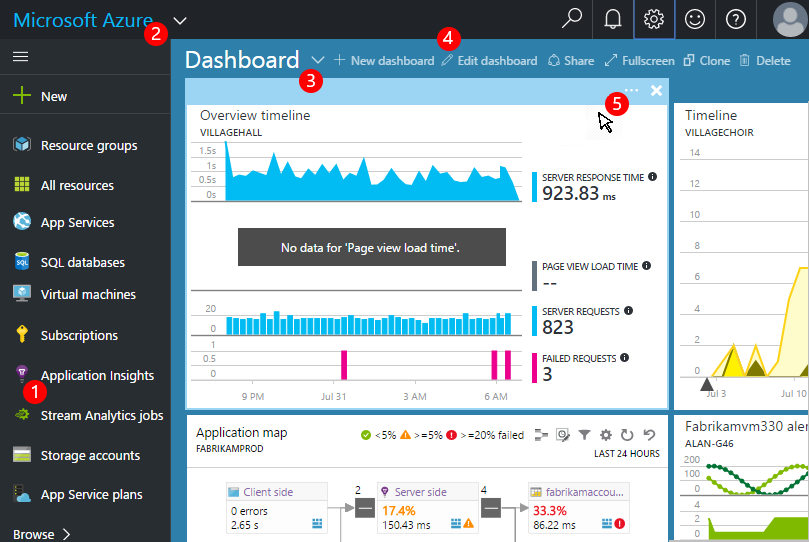 Microsoft Azure
2
4
Dashboard
3
New dashboard
Edit dashboard
Share
Fullscreen
Clone
Delete
New
Resource groups
All resources
App Services
SQL databases
Virtual machines
Subscriptions
Application Insights
1
Stream Analytics jobs
Storage accounts
App Service plans
Browse
5
Overview timeline
VILLAGEHALL
1.5s
1s
0.5s
0s
SERVER RESPONSE TIME
923.83 ms
No data for 'Page view load time'.
PAGE VIEW LOAD TIME
--
20
0
SERVER REQUESTS
823
1
0.5
0
FAILED REQUESTS
3
9 PM
Jul 31
3 AM
6 AM
Timeline
VILLAGECHOIR
14
10
8
6
4
2
0
Jul 3
Jul 10
Application map
FABRIKAMPROD
<5%
>=5%
>=20% failed
LAST 24 HOURS
Client side
0 errors
2.65 s
2
Server side
17.4%
150.43 ms
4
fabrikamaccou...
33.3%
86.22 ms
Fabrikamvm330 aler
ALAN-G46
200
100
0
4
2